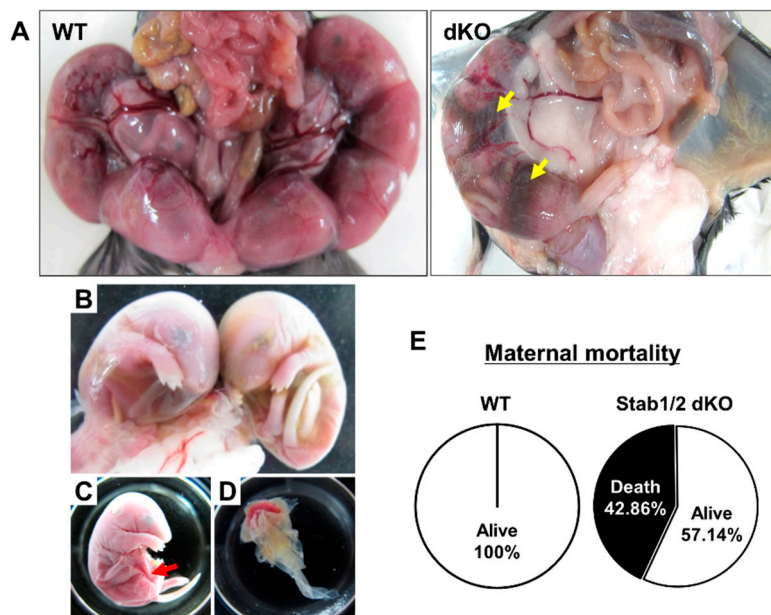 A
WT
dKO
B
C
D
E
Maternal mortality
WT
Stab1/2 dKO
Alive
100%
Death
42.86%
Alive
57.14%